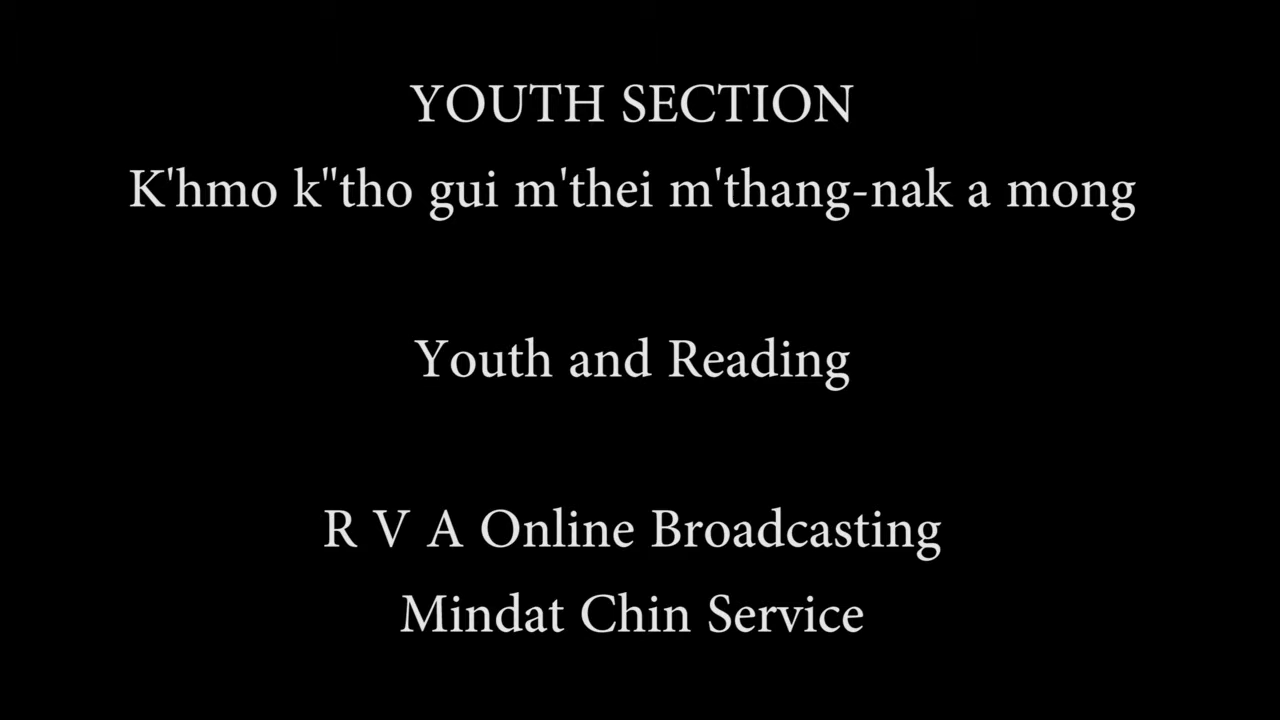 YOUTH SECTION
K'hmo k"tho gui m'thei m'thang-nak a mong
Youth and Reading
R V A Online Broadcasting
Mindat Chin Service